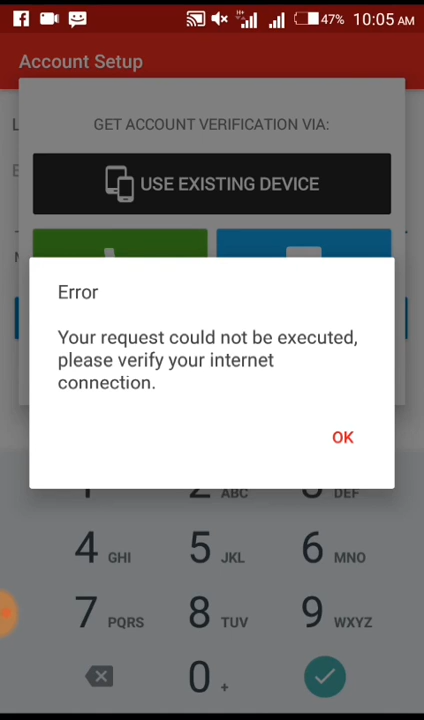 47% 10:05 AM
Account Setup
GET ACCOUNT VERIFICATION VIA:
USE EXISTING DEVICE
Error
Your request could not be executed,
please verify your internet
connection.
OK
2 ABC DEF
4 GHI 5 JKL 6 MNO
7 PQRS 8 TUV 9 WXYZ
0 +